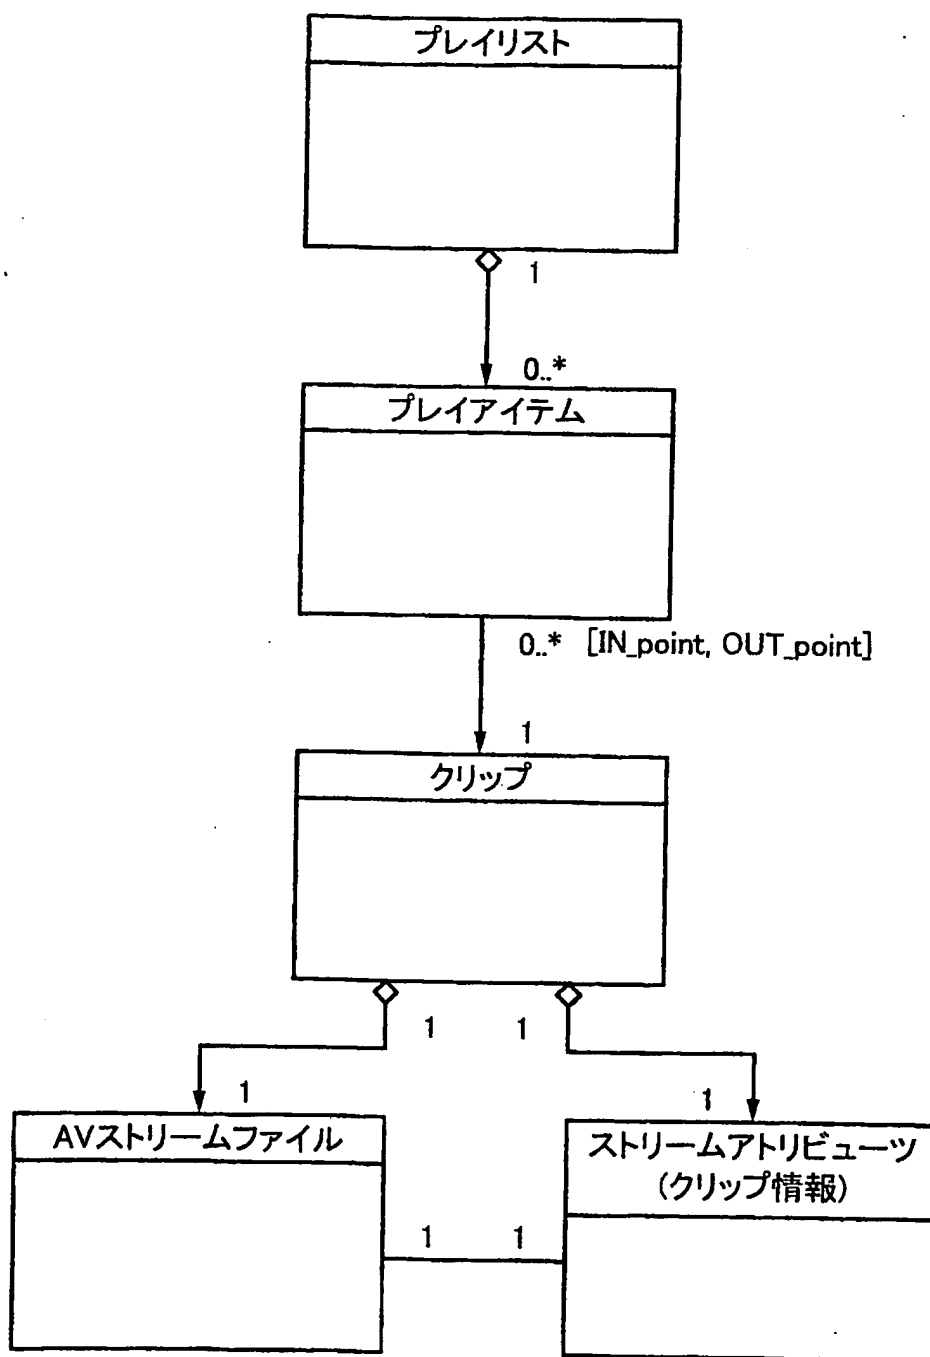 プレイリスト
1
0..*
プレイアイテム
0..* [IN_point, OUT_point]
1
クリップ
1 1
1 1
AVストリームファイル
ストリームアトリビューツ
(クリップ情報)
1 1